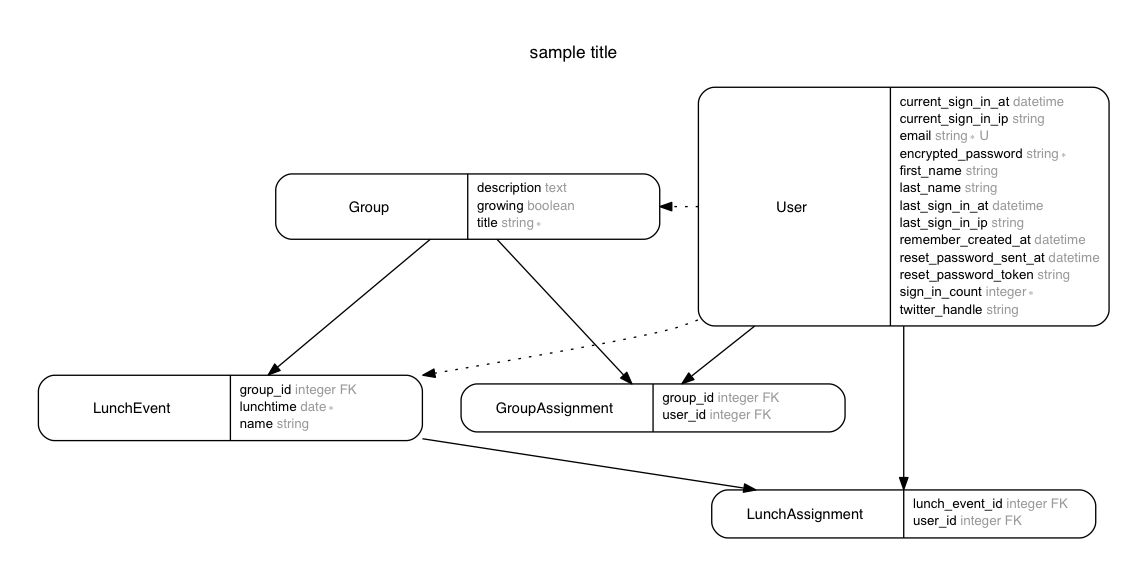 sample title
User
current_sign_in_at datetime
current_sign_in_ip string
email string * U
encrypted_password string *
first_name string
last_name string
last_sign_in_at datetime
last_sign_in_ip string
remember_created_at datetime
reset_password_sent_at datetime
reset_password_token string
sign_in_count integer *
twitter_handle string
Group
description text
growing boolean
title string *
LunchEvent
group_id integer FK
lunchtime date *
name string
GroupAssignment
group_id integer FK
user_id integer FK
LunchAssignment
lunch_event_id integer FK
user_id integer FK